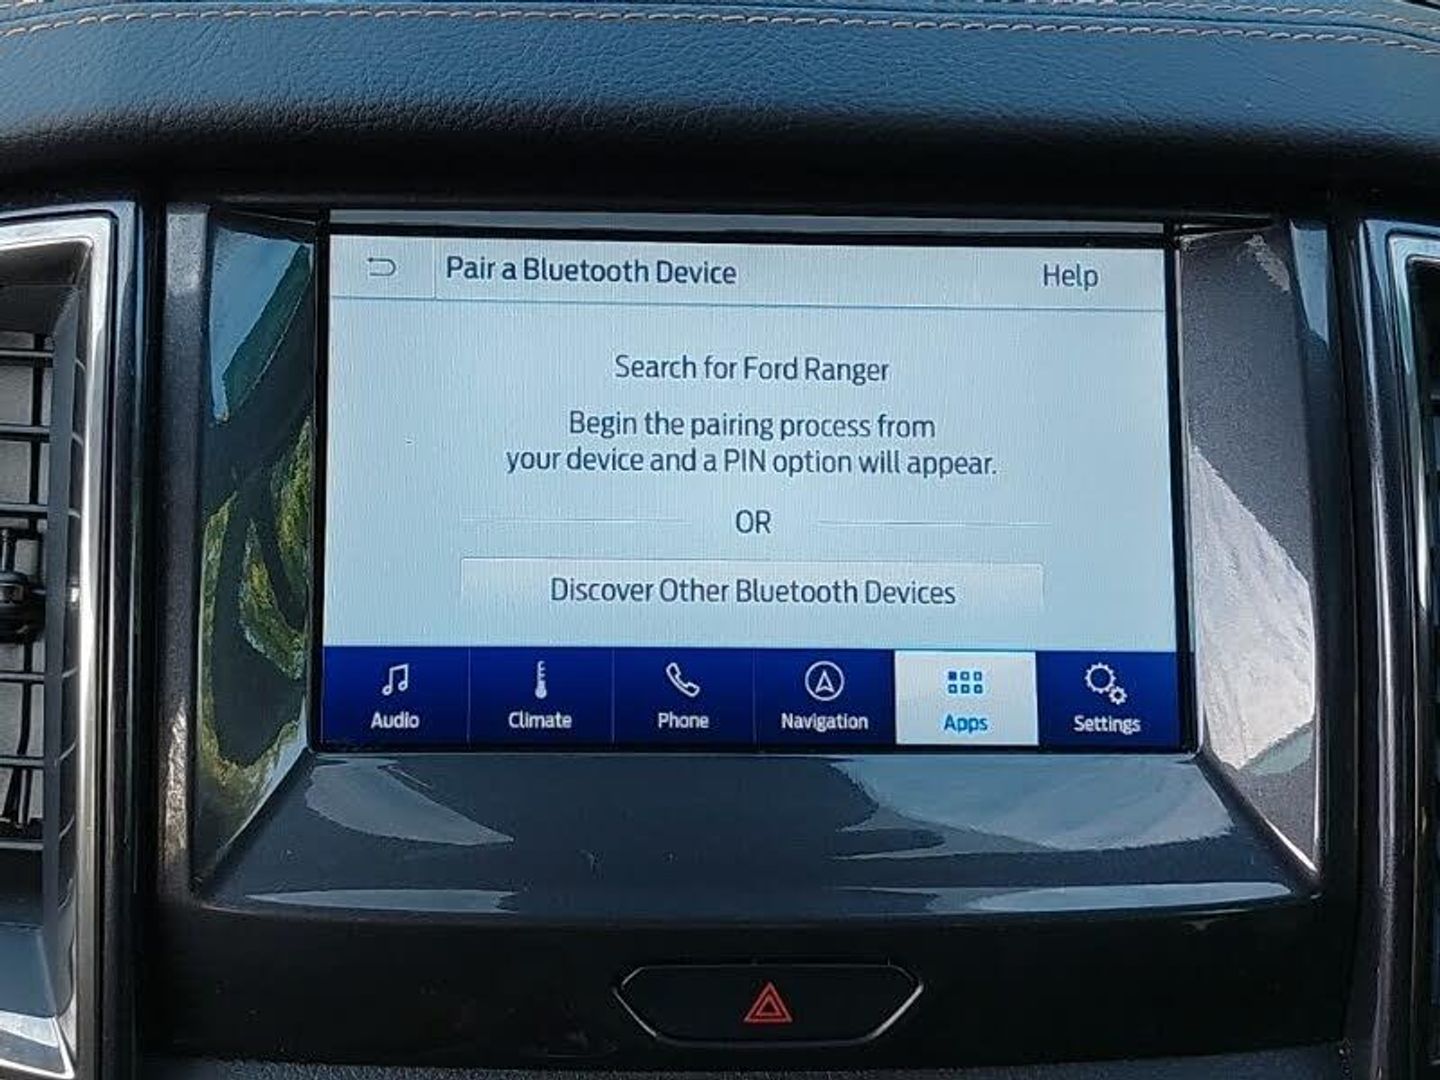 Pair a Bluetooth Device
Help
Search for Ford Ranger
Begin the pairing process from
your device and a PIN option will appear.
OR
Discover Other Bluetooth Devices
Audio
Climate
Phone
Navigation
Apps
Settings